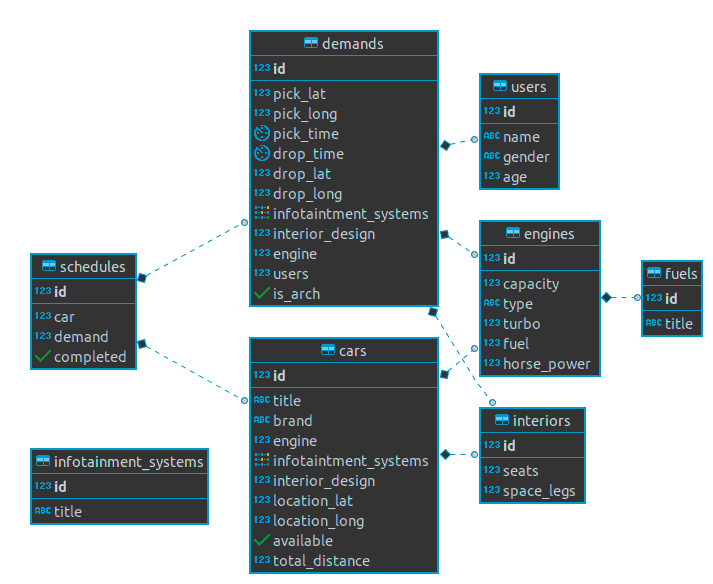 demands
123 id
123 pick_lat
123 pick_long
pick_time
drop_time
123 drop_lat
123 drop_long
infotaintment_systems
123 interior_design
123 engine
123 users
is_arch
users
123 id
ABC name
ABC gender
123 age
engines
123 id
123 capacity
ABC type
123 turbo
123 fuel
123 horse_power
fuels
123 id
ABC title
schedules
123 id
123 car
123 demand
completed
cars
123 id
ABC title
ABC brand
123 engine
infotaintment_systems
123 interior_design
123 location_lat
123 location_long
available
123 total_distance
interiors
123 id
123 seats
123 space_legs
infotainment_systems
123 id
ABC title